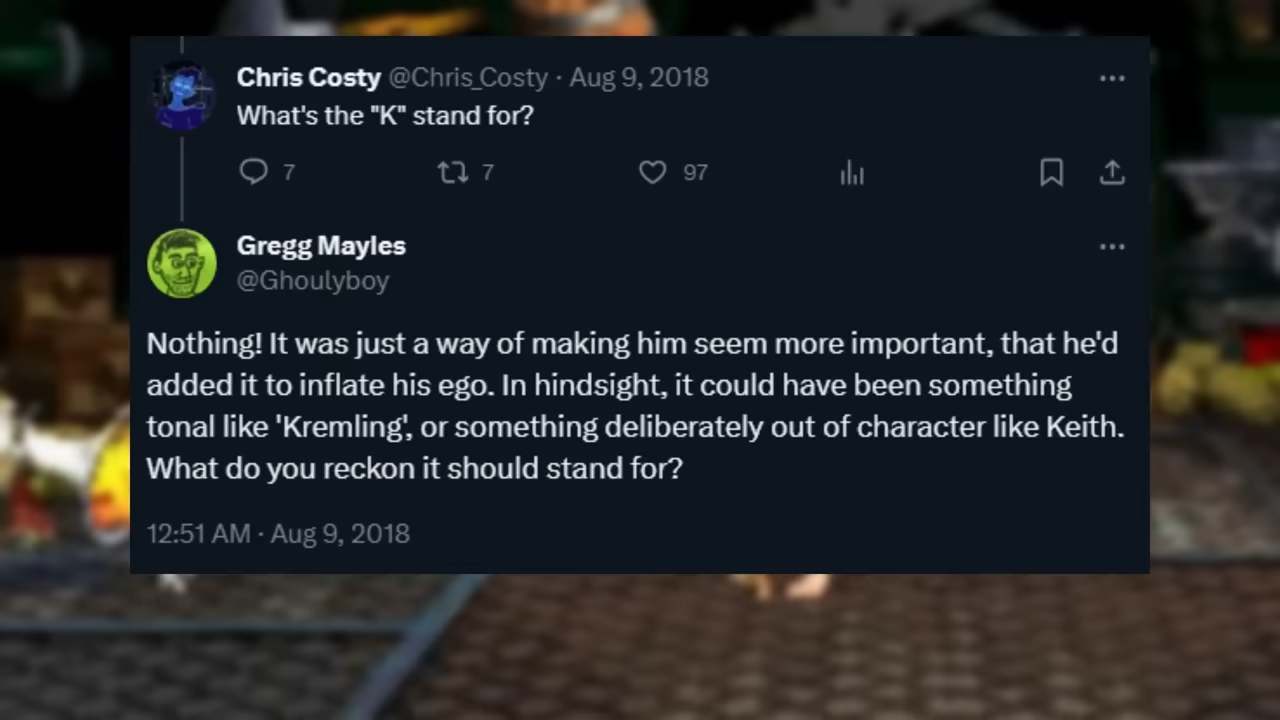 Chris Costy @Chris_Costy · Aug 9, 2018
What's the "K" stand for?
7 7 97
Gregg Mayles
@Ghoulyboy
Nothing! It was just a way of making him seem more important, that he'd
added it to inflate his ego. In hindsight, it could have been something
tonal like 'Kremling', or something deliberately out of character like Keith.
What do you reckon it should stand for?
12:51 AM · Aug 9, 2018